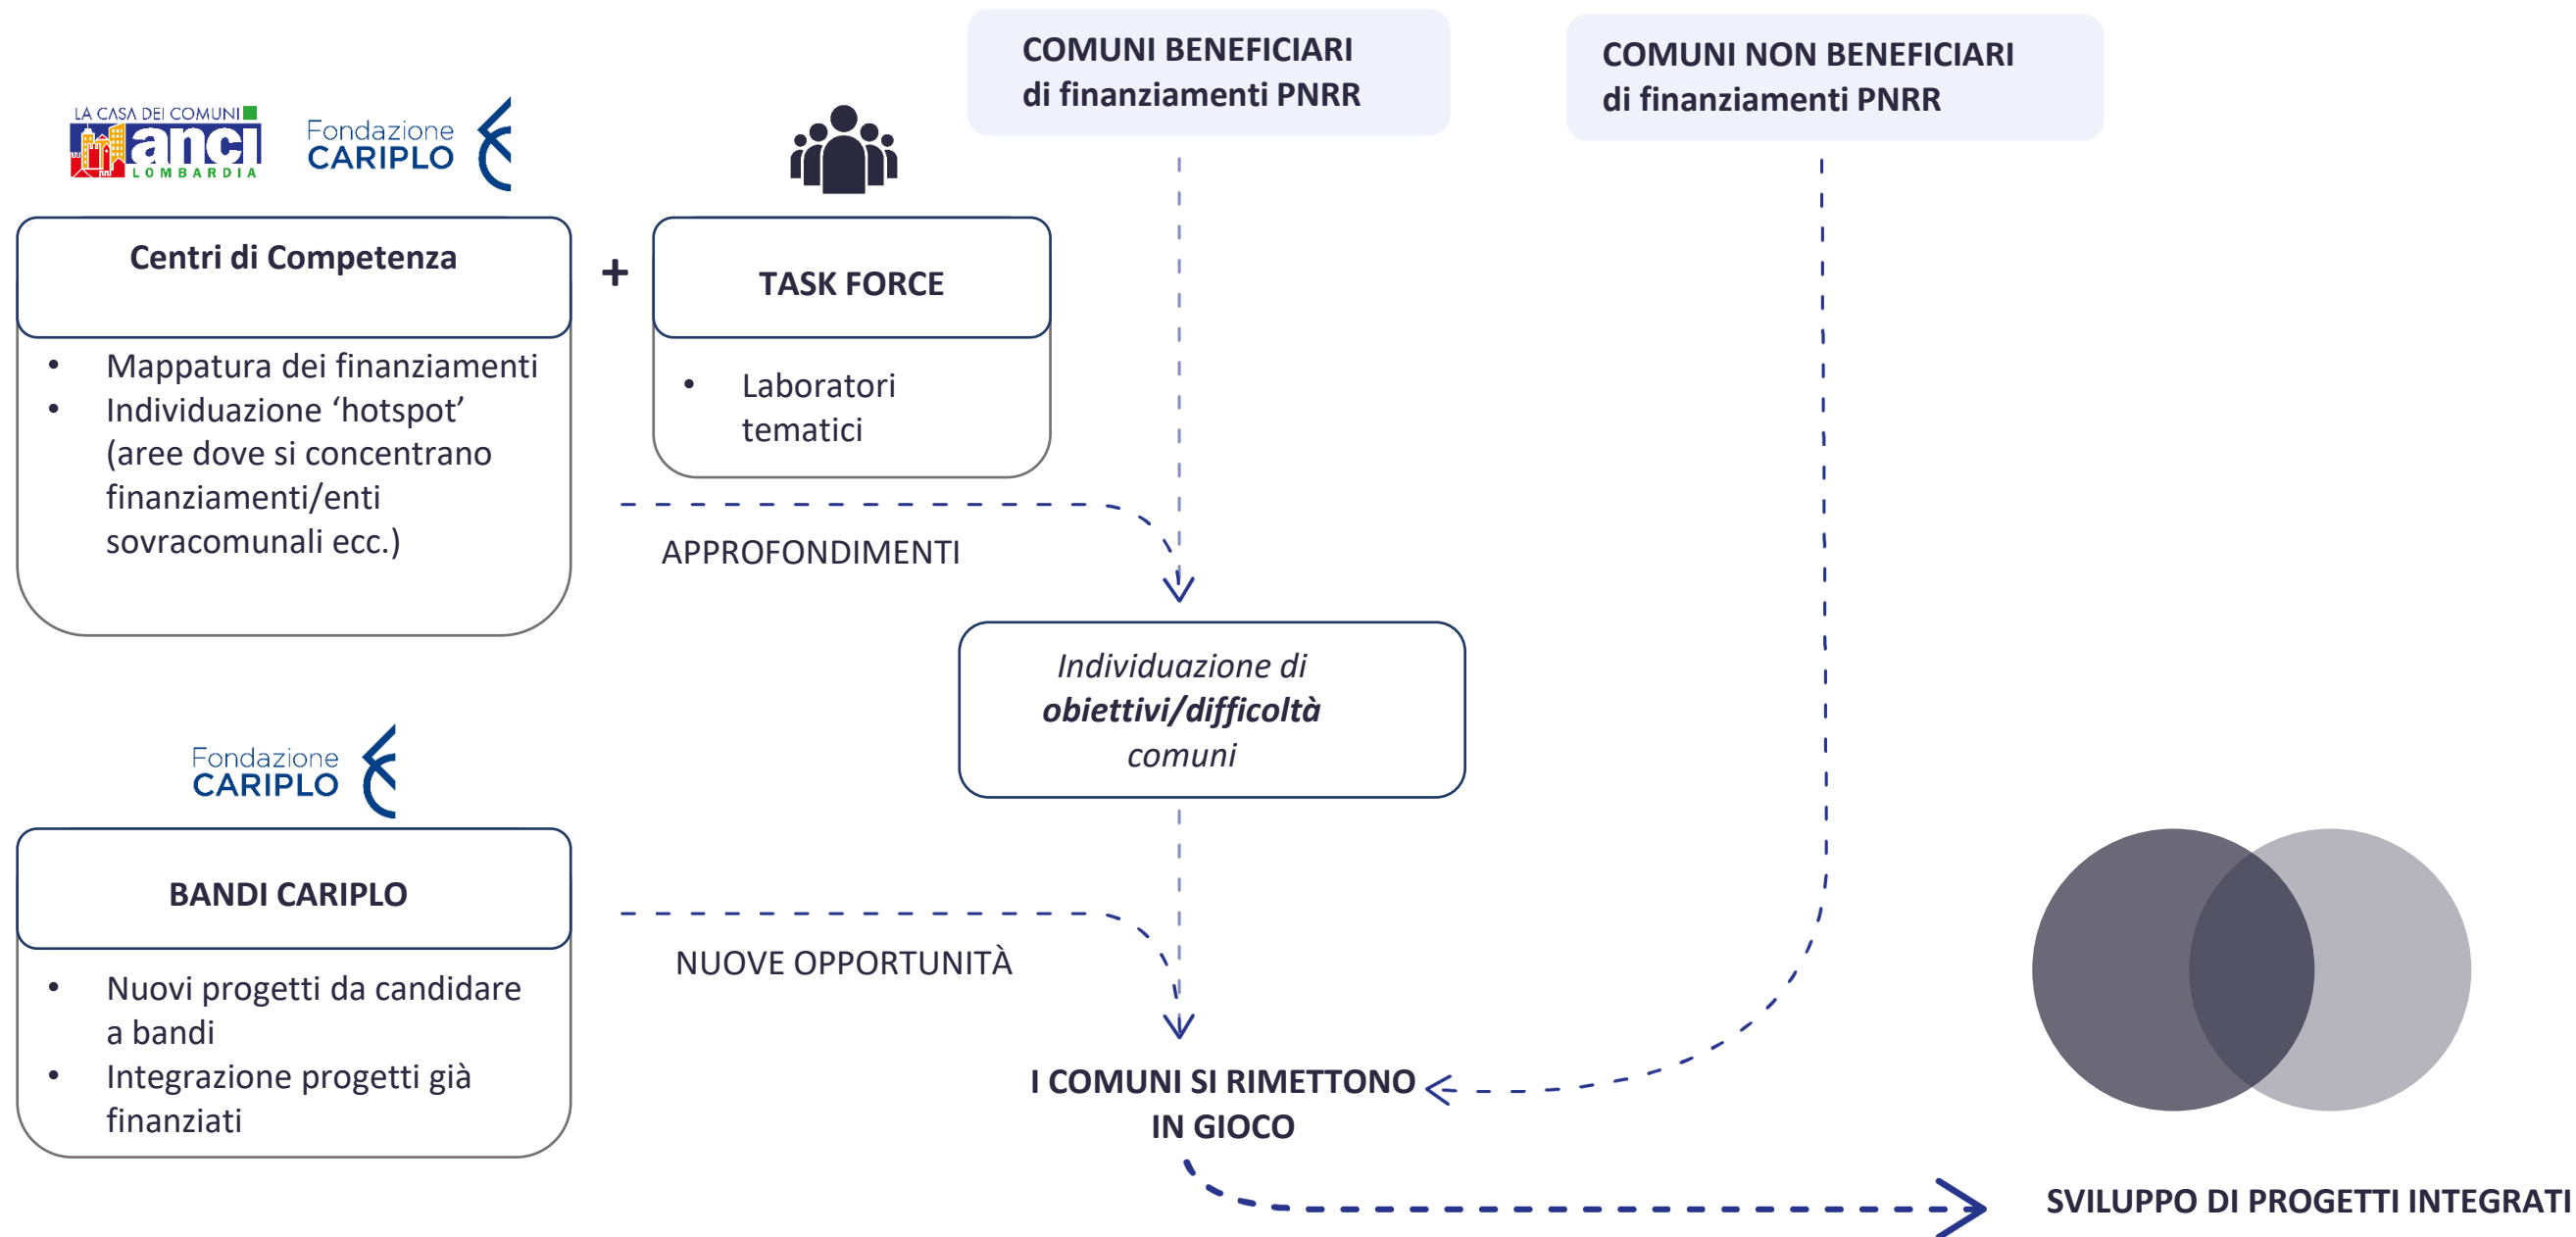 COMUNI BENEFICIARI
di finanziamenti PNRR
COMUNI NON BENEFICIARI
di finanziamenti PNRR
LA CASA DEI COMUNI
anci
LOMBARDIA
Fondazione
CARIPLO
Centri di Competenza
+
TASK FORCE
• Mappatura dei finanziamenti
• Individuazione ‘hotspot’
(aree dove si concentrano
finanziamenti/enti
sovracomunali ecc.)
• Laboratori
tematici
APPROFONDIMENTI
Individuazione di
obiettivi/difficoltà
comuni
Fondazione
CARIPLO
BANDI CARIPLO
• Nuovi progetti da candidare
a bandi
• Integrazione progetti già
finanziati
NUOVE OPPORTUNITÀ
I COMUNI SI RIMETTONO
IN GIOCO
SVILUPPO DI PROGETTI INTEGRATI